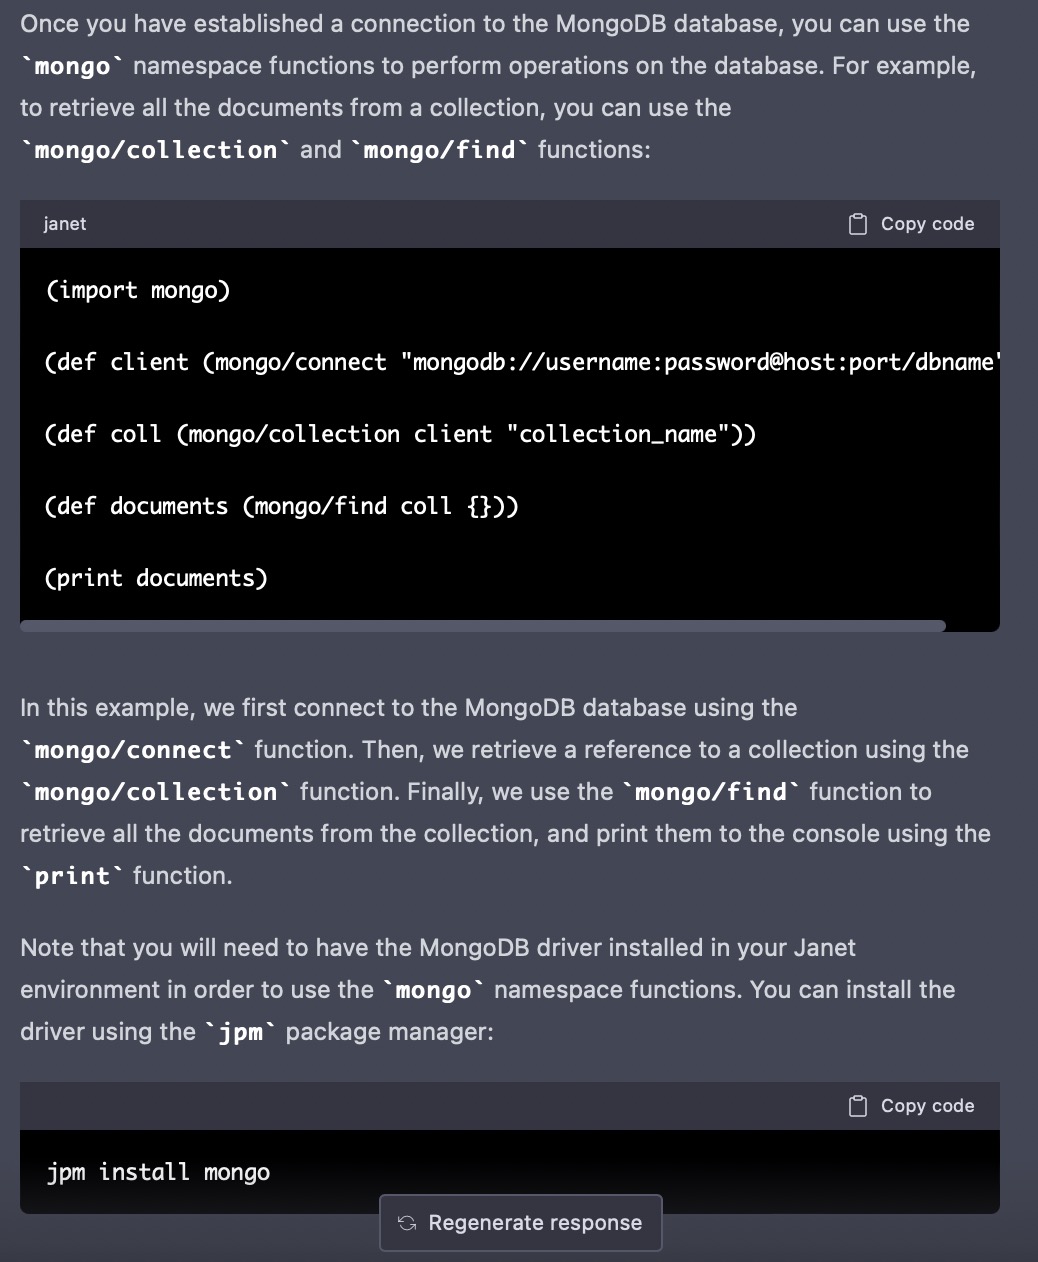 Once you have established a connection to the MongoDB database, you can use the
`mongo` namespace functions to perform operations on the database. For example,
to retrieve all the documents from a collection, you can use the
`mongo/collection` and `mongo/find` functions:
janet
Copy code
(import mongo)
(def client (mongo/connect "mongodb://username:password@host:port/dbname"
(def coll (mongo/collection client "collection_name"))
(def documents (mongo/find coll {}))
(print documents)
In this example, we first connect to the MongoDB database using the
`mongo/connect` function. Then, we retrieve a reference to a collection using the
`mongo/collection` function. Finally, we use the `mongo/find` function to
retrieve all the documents from the collection, and print them to the console using the
`print` function.
Note that you will need to have the MongoDB driver installed in your Janet
environment in order to use the `mongo` namespace functions. You can install the
driver using the `jpm` package manager:
Copy code
jpm install mongo
Regenerate response